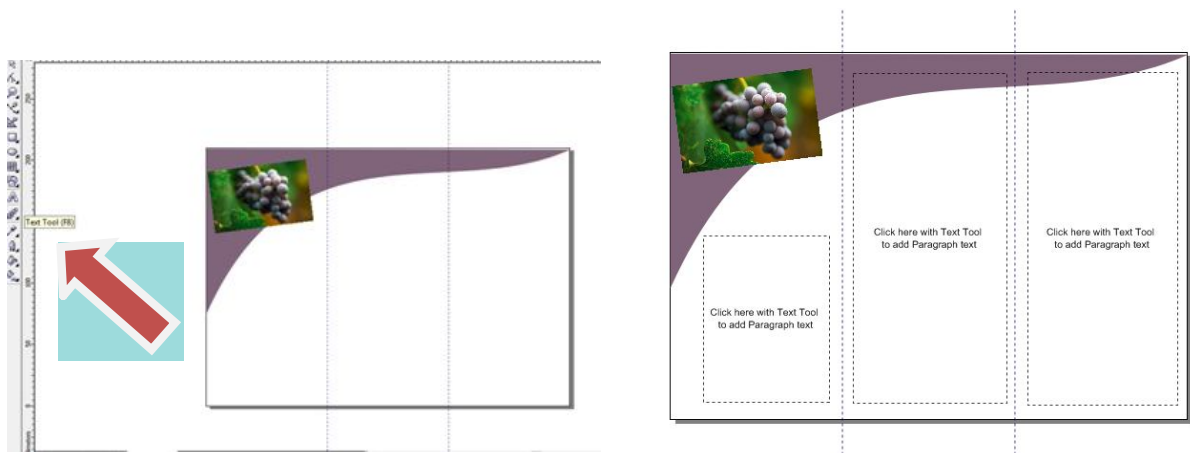 Text Tool (F8)
Click here with Text Tool
to add Paragraph text
Click here with Text Tool
to add Paragraph text
Click here with Text Tool
to add Paragraph text